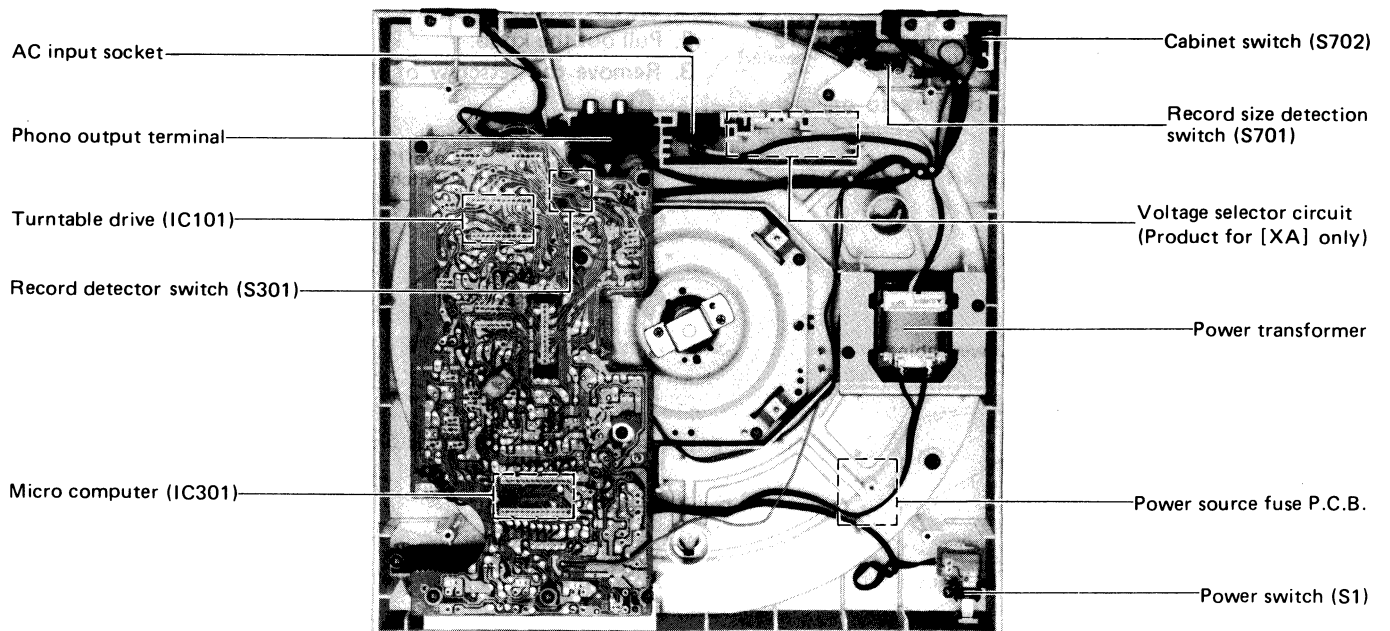 AC input socket
Phono output terminal
Turntable drive (IC101)
Record detector switch (S301)
Micro computer (IC301)
Cabinet switch (S702)
Record size detection
switch (S701)
Voltage selector circuit
(Product for [XA] only)
Power transformer
Power source fuse P.C.B.
Power switch (S1)